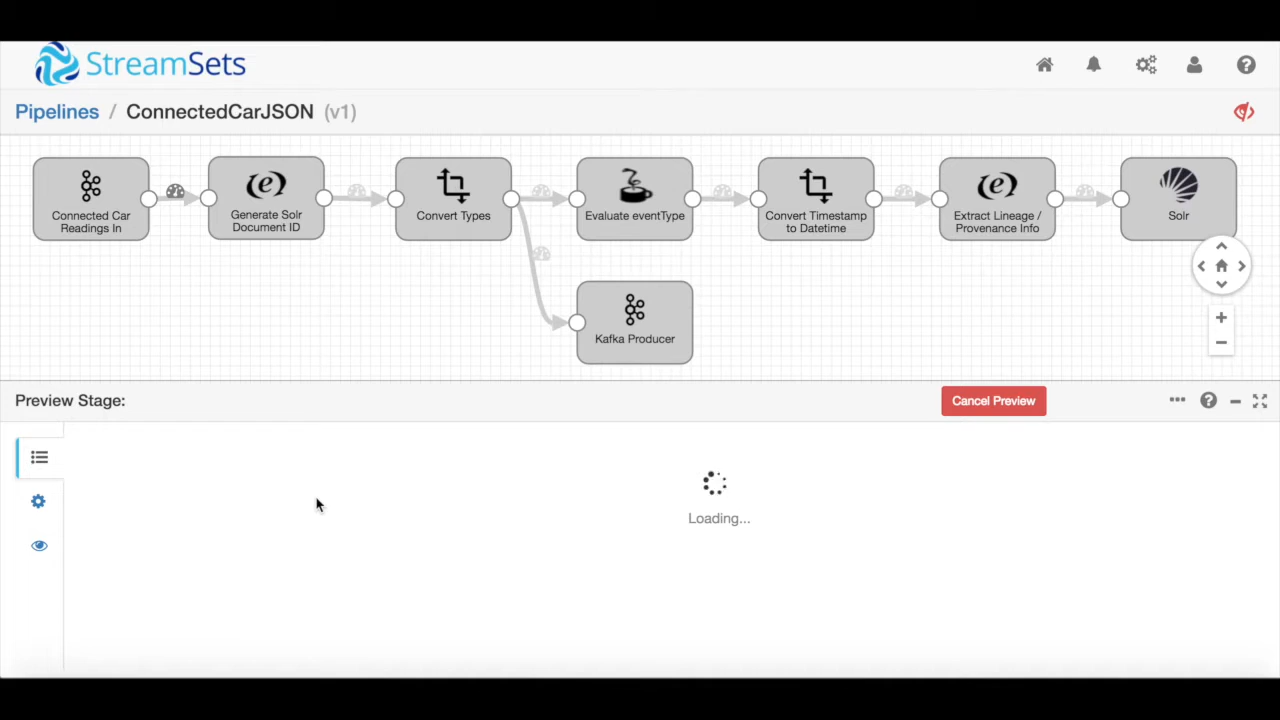 StreamSets
Pipelines / ConnectedCarJSON (v1)
Connected Car
Readings In
Generate Solr
Document ID
Convert Types
Evaluate eventType
Convert Timestamp
to Datetime
Extract Lineage /
Provenance Info
Solr
Kafka Producer
Preview Stage:
Cancel Preview
Loading...